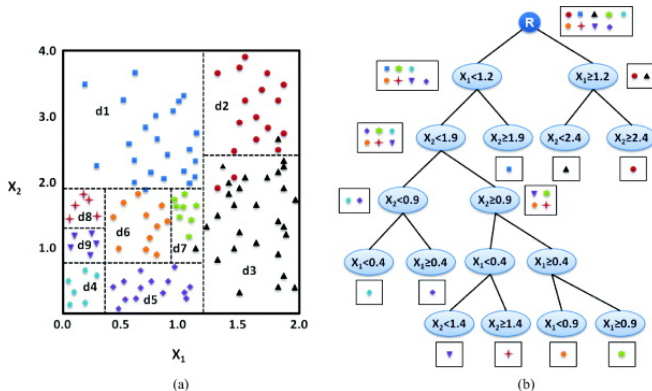 4.0
3.0
2.0
1.0
0.0
0.5
1.0
1.5
2.0
X₂
X₁
d1
d2
d3
d4
d5
d6
d7
d8
d9
(a)
R
X₁<1.2
X₁≥1.2
X₂<1.9
X₂≥1.9
X₂<2.4
X₂≥2.4
X₂<0.9
X₂≥0.9
X₁<0.4
X₁≥0.4
X₁<0.4
X₁≥0.4
X₂<1.4
X₂≥1.4
X₁<0.9
X₁≥0.9
(b)